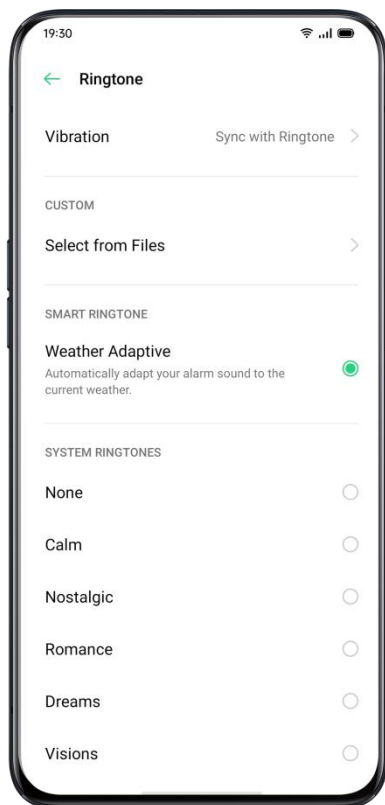 19:30
Ringtone
Vibration Sync with Ringtone
CUSTOM
Select from Files
SMART RINGTONE
Weather Adaptive
Automatically adapt your alarm sound to the
current weather.
SYSTEM RINGTONES
None
Calm
Nostalgic
Romance
Dreams
Visions